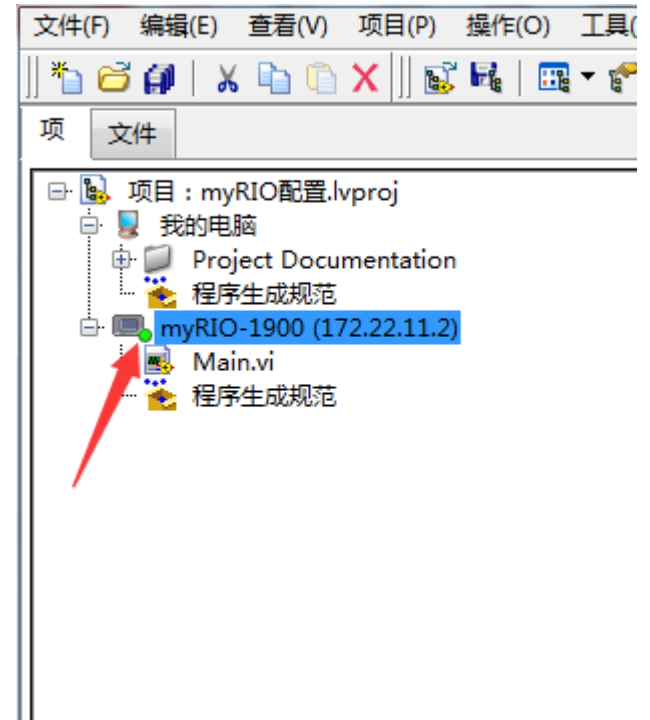 文件(F) 编辑(E) 查看(V) 项目(P) 操作(O) 工具(
项 文件
项目：myRIO配置.lvproj
我的电脑
Project Documentation
程序生成规范
myRIO-1900 (172.22.11.2)
Main.vi
程序生成规范